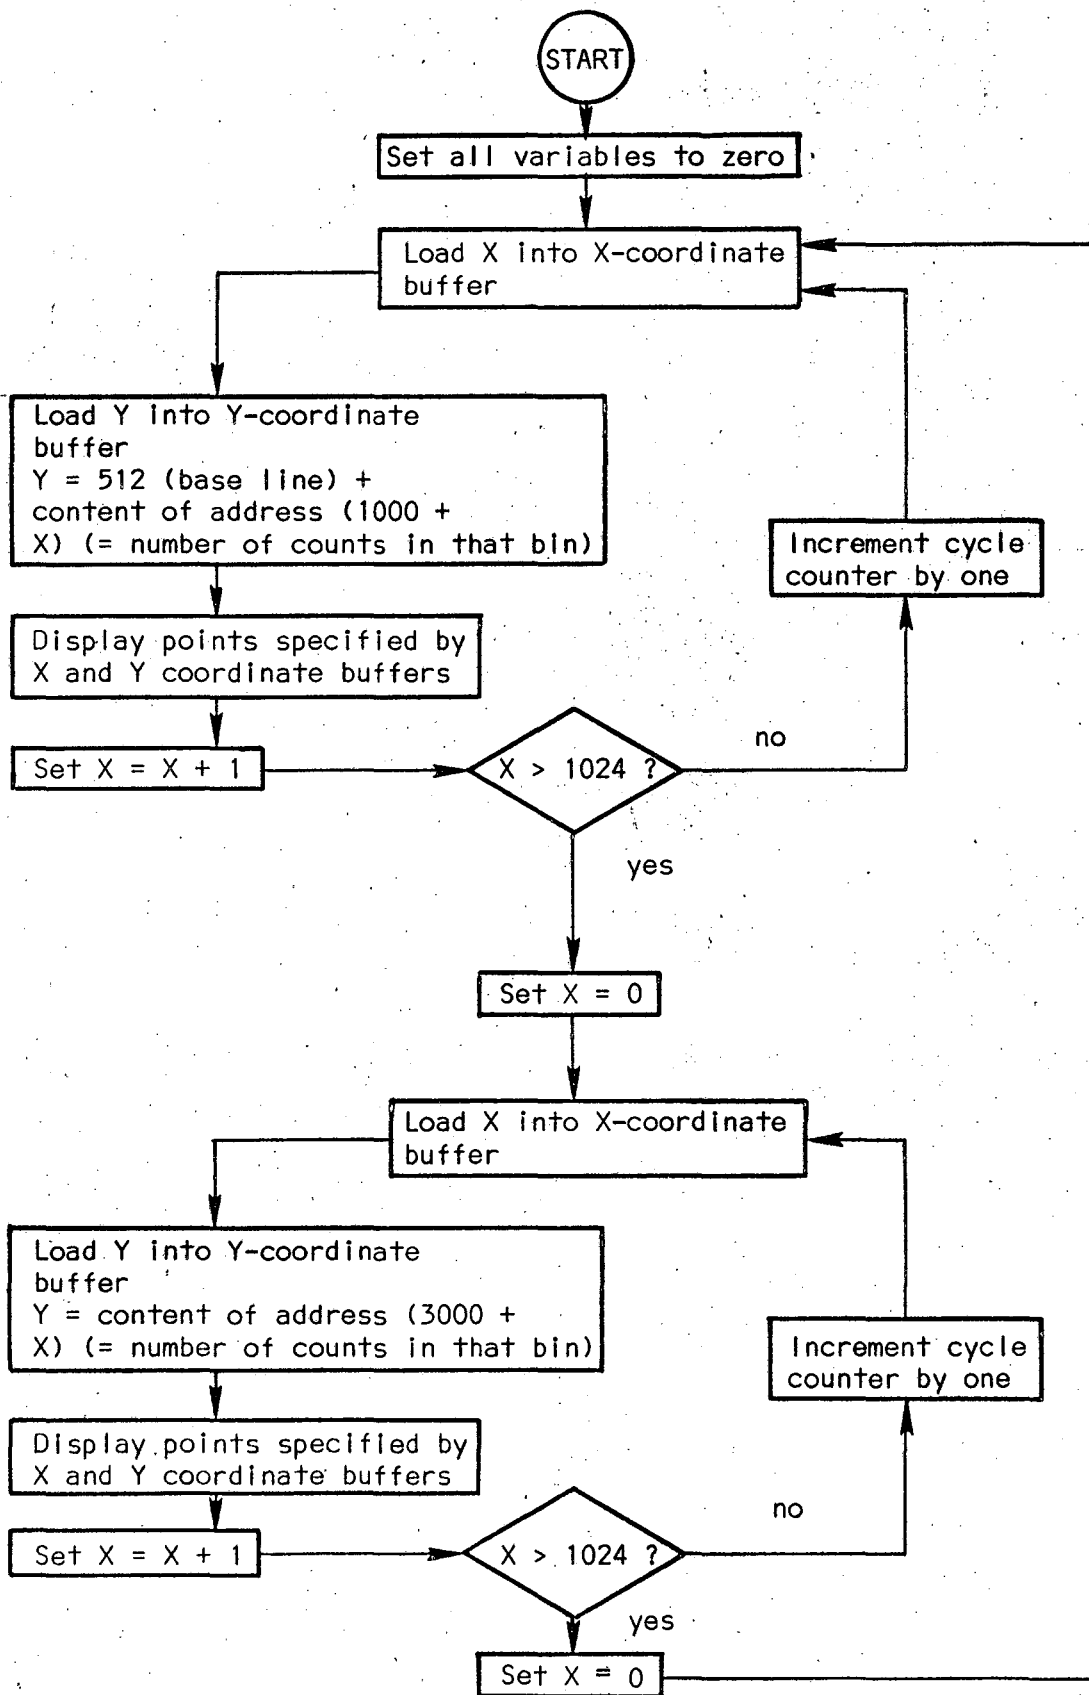 START
Set all variables to zero
Load X into X-coordinate
buffer
Load Y into Y-coordinate
buffer
Y = 512 (base line) +
content of address (1000 +
X) (= number of counts in that bin)
Increment cycle
counter by one
Display points specified by
X and Y coordinate buffers
Set X = X + 1
X > 1024 ?
no
yes
Set X = 0
Load X into X-coordinate
buffer
Load Y into Y-coordinate
buffer
Y = content of address (3000 +
X) (= number of counts in that bin)
Increment cycle
counter by one
Display points specified by
X and Y coordinate buffers
Set X = X + 1
X > 1024 ?
no
yes
Set X = 0